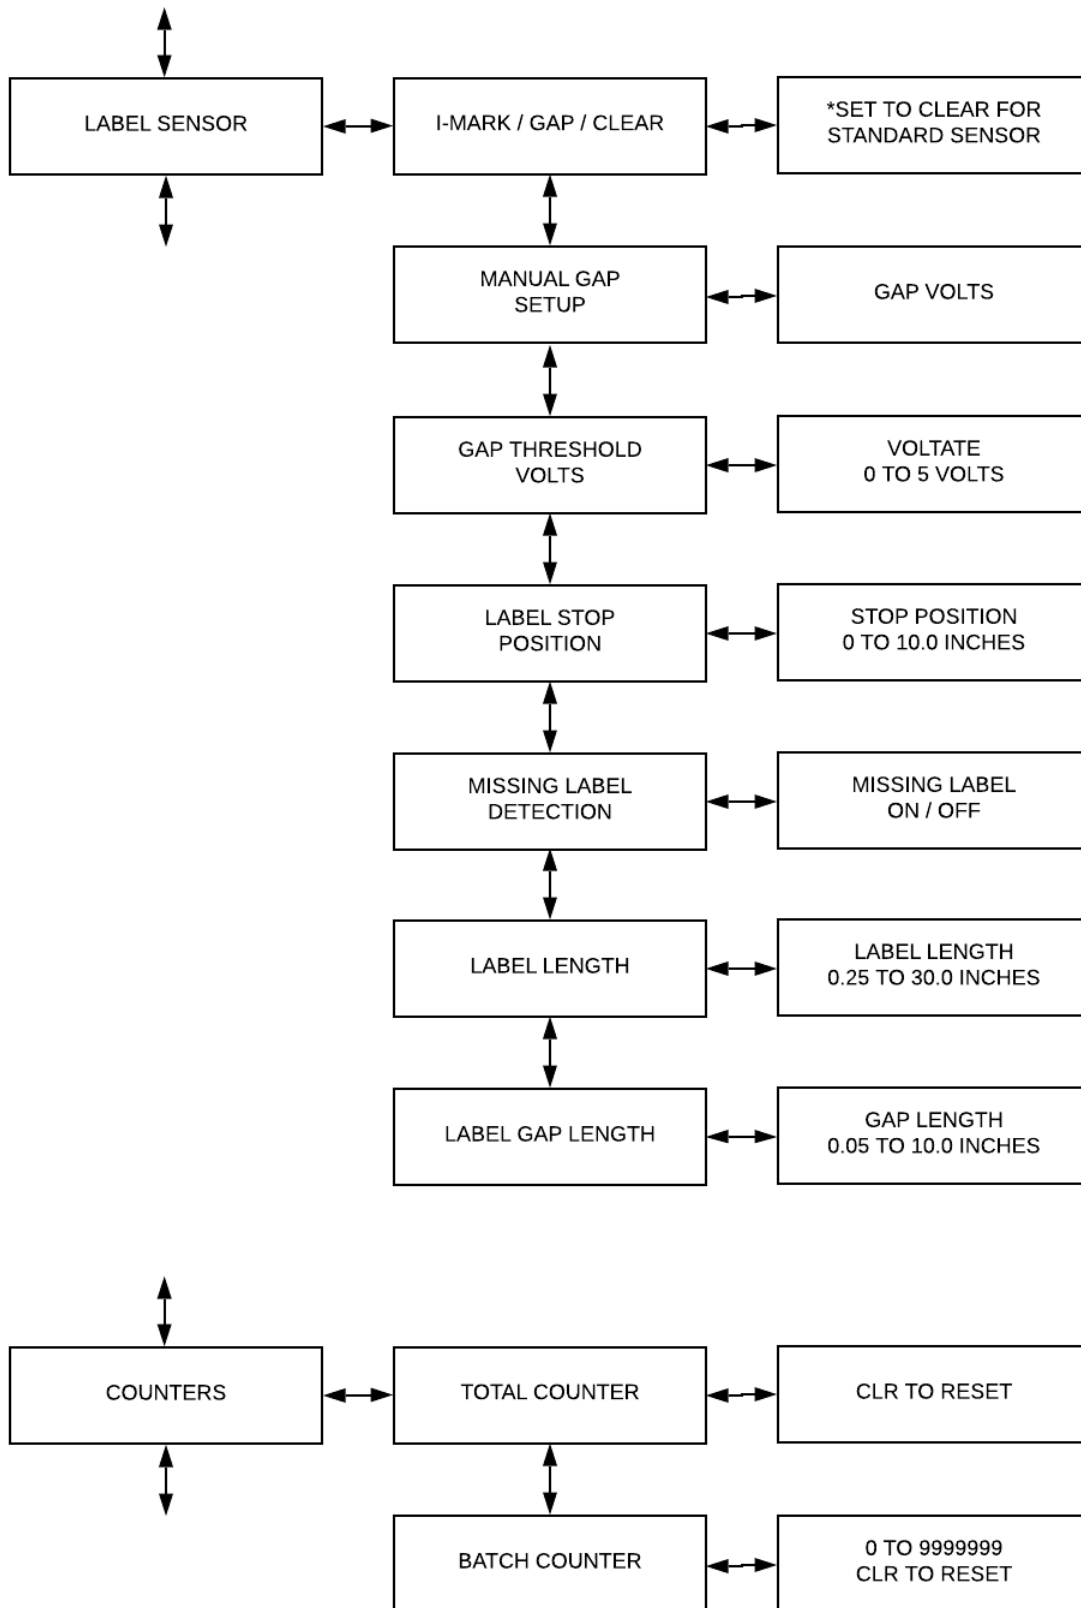 LABEL SENSOR
I-MARK / GAP / CLEAR
*SET TO CLEAR FOR
STANDARD SENSOR
MANUAL GAP
SETUP
GAP VOLTS
GAP THRESHOLD
VOLTS
VOLTATE
0 TO 5 VOLTS
LABEL STOP
POSITION
STOP POSITION
0 TO 10.0 INCHES
MISSING LABEL
DETECTION
MISSING LABEL
ON / OFF
LABEL LENGTH
LABEL LENGTH
0.25 TO 30.0 INCHES
LABEL GAP LENGTH
GAP LENGTH
0.05 TO 10.0 INCHES
COUNTERS
TOTAL COUNTER
CLR TO RESET
BATCH COUNTER
0 TO 9999999
CLR TO RESET